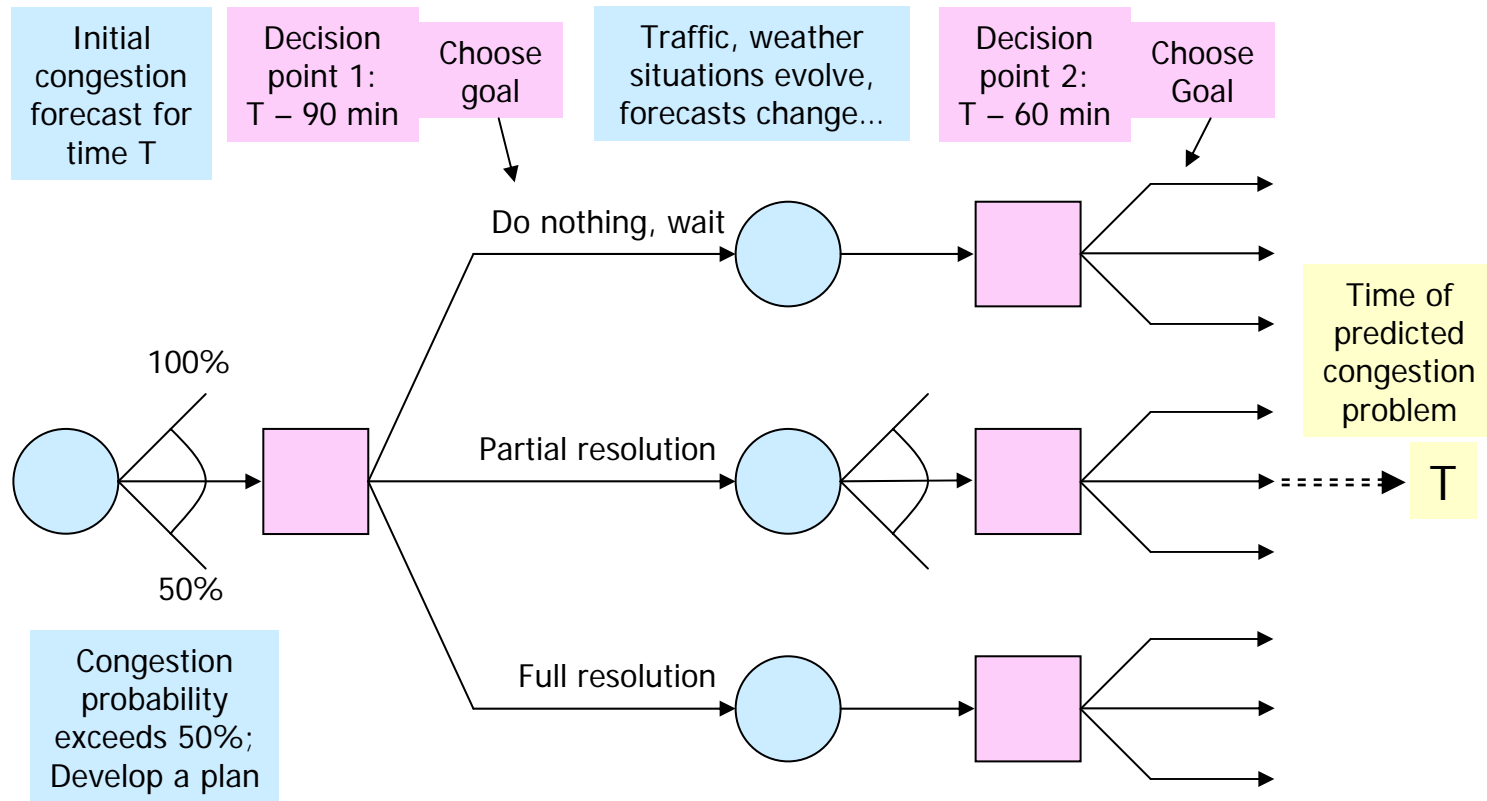 Initial
congestion
forecast for
time T
Decision
point 1:
T – 90 min
Choose
goal
Traffic, weather
situations evolve,
forecasts change…
Decision
point 2:
T – 60 min
Choose
Goal
Do nothing, wait
Time of
predicted
congestion
problem
100%
Partial resolution
T
50%
Full resolution
Congestion
probability
exceeds 50%;
Develop a plan